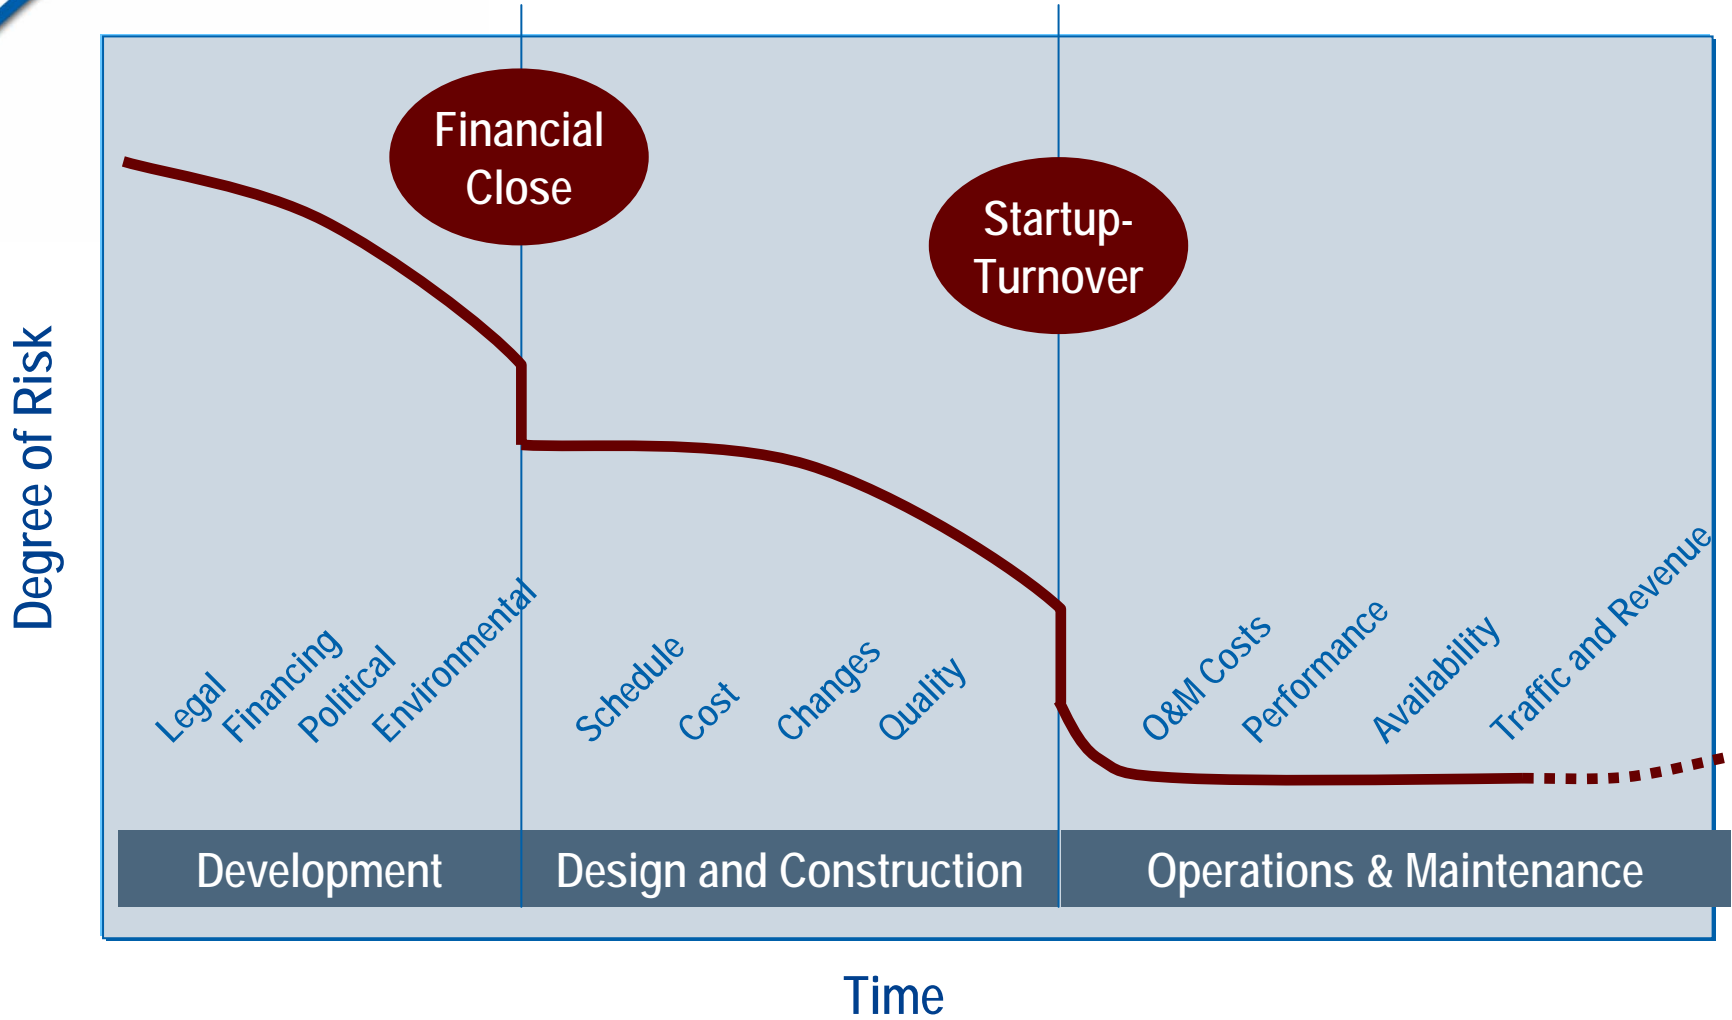 Financial
Close
Startup-
Turnover
Degree of Risk
Legal
Financing
Political
Environmental
Schedule
Cost
Changes
Quality
O&M Costs
Performance
Availability
Traffic and Revenue
Development
Design and Construction
Operations & Maintenance
Time